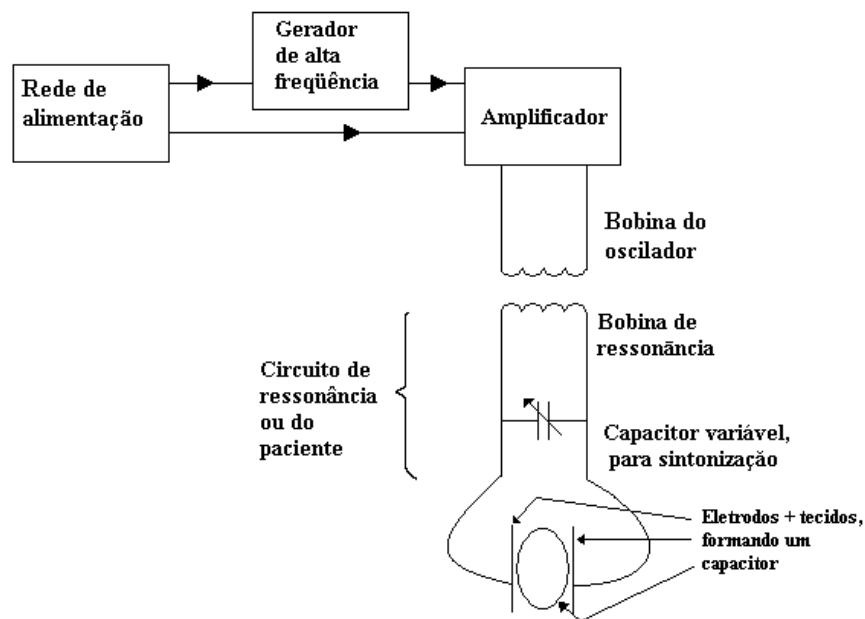 Rede de
alimentação
Gerador
de alta
freqüência
Amplificador
Bobina do
oscilador
Bobina de
ressonância
Circuito de
ressonância
ou do
paciente
Capacitor variável,
para sintonização
Eletrodos + tecidos,
formando um
capacitor